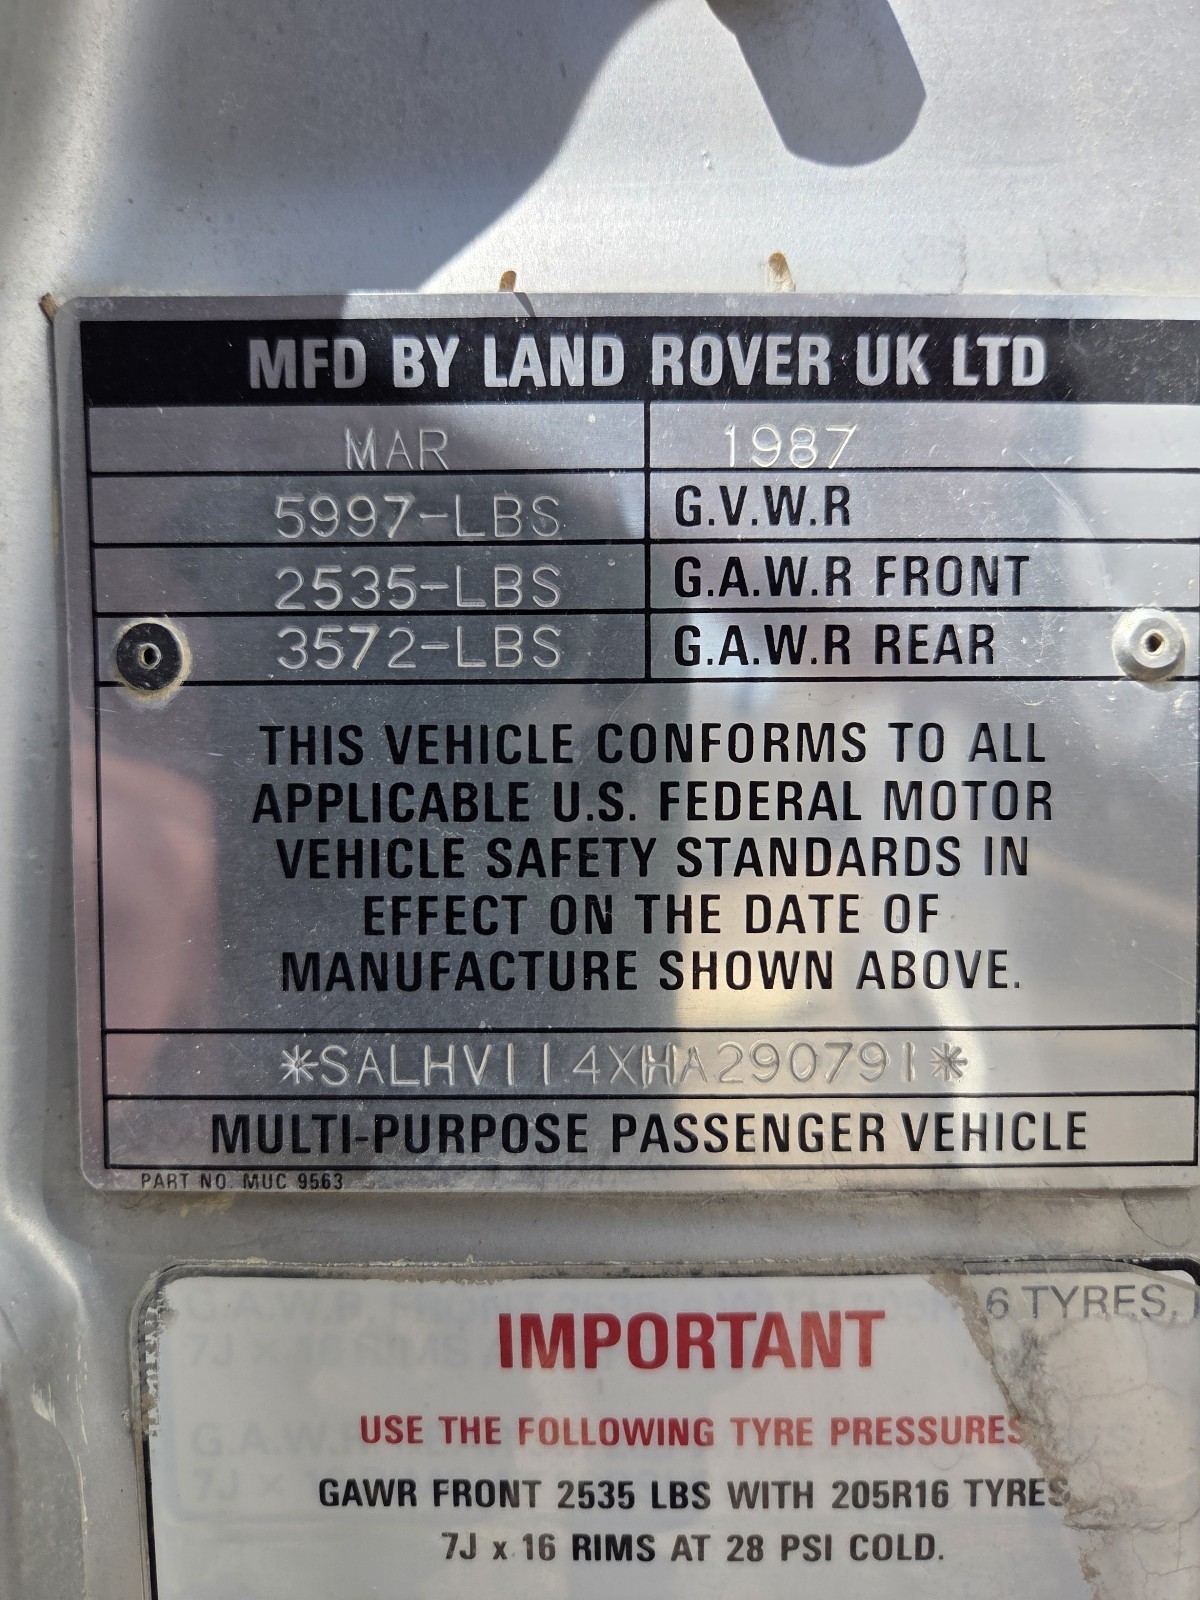 MFD BY LAND ROVER UK LTD
MAR 1987
5997-LBS G.V.W.R
2535-LBS G.A.W.R FRONT
3572-LBS G.A.W.R REAR
THIS VEHICLE CONFORMS TO ALL
APPLICABLE U.S. FEDERAL MOTOR
VEHICLE SAFETY STANDARDS IN
EFFECT ON THE DATE OF
MANUFACTURE SHOWN ABOVE.
*SALHV114XHA290791*
MULTI-PURPOSE PASSENGER VEHICLE
PART NO. MUC 9563
6 TYRES,
IMPORTANT
USE THE FOLLOWING TYRE PRESSURES
GAWR FRONT 2535 LBS WITH 205R16 TYRES
7J x 16 RIMS AT 28 PSI COLD.